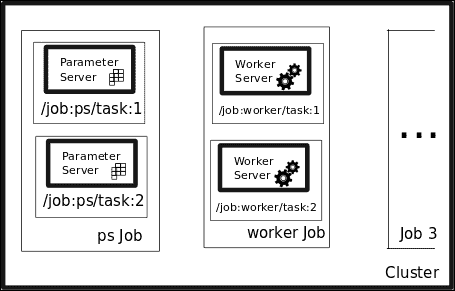 Parameter
Server
/job:ps/task:1
Parameter
Server
/job:ps/task:2
ps Job
Worker
Server
/job:worker/task:1
Worker
Server
/job:worker/task:2
worker Job
...
Job 3
Cluster